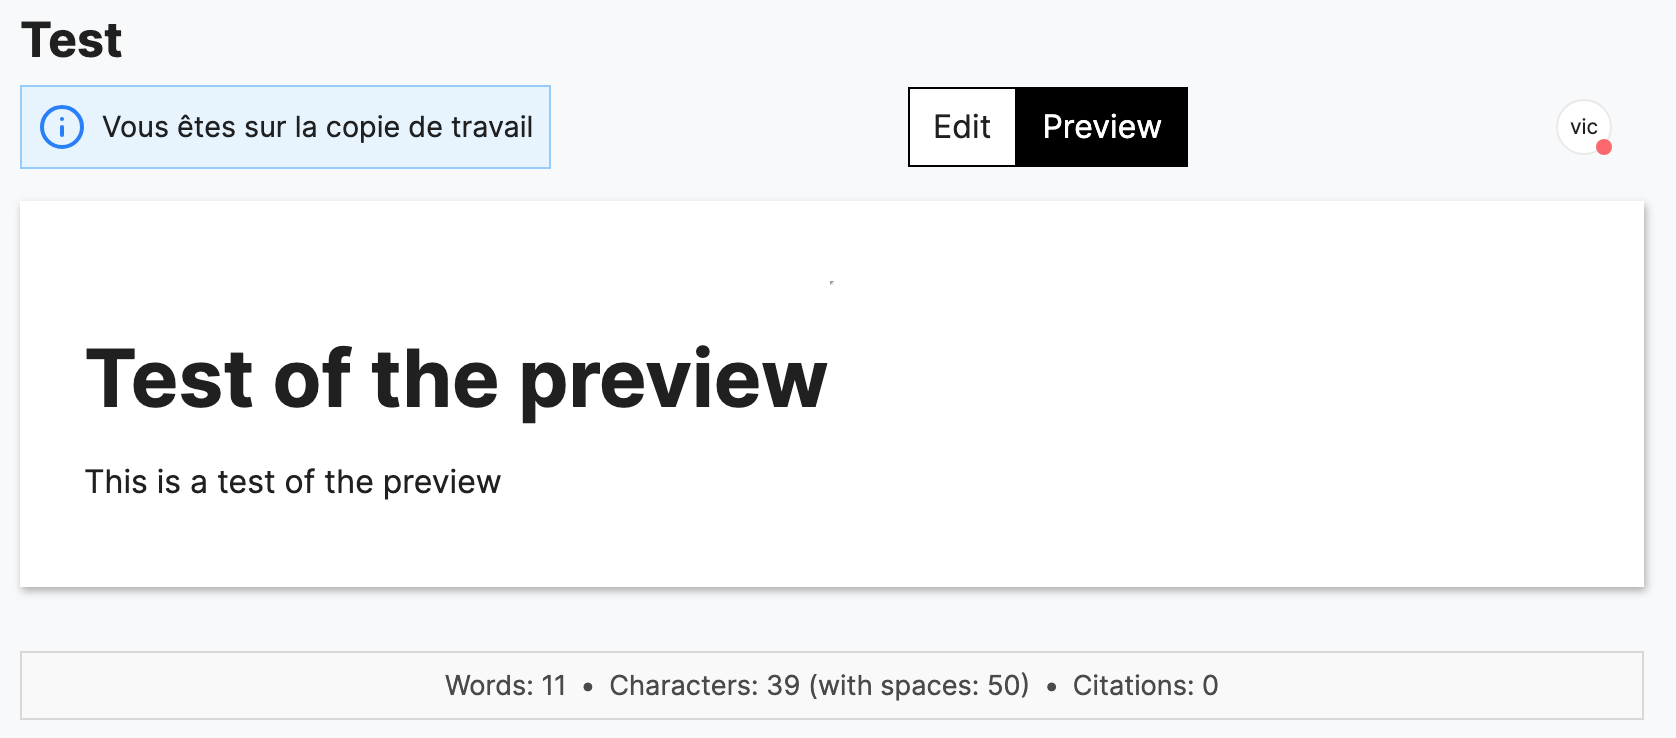 Test
Vous êtes sur la copie de travail
Edit Preview
vic
Test of the preview
This is a test of the preview
Words: 11 • Characters: 39 (with spaces: 50) • Citations: 0